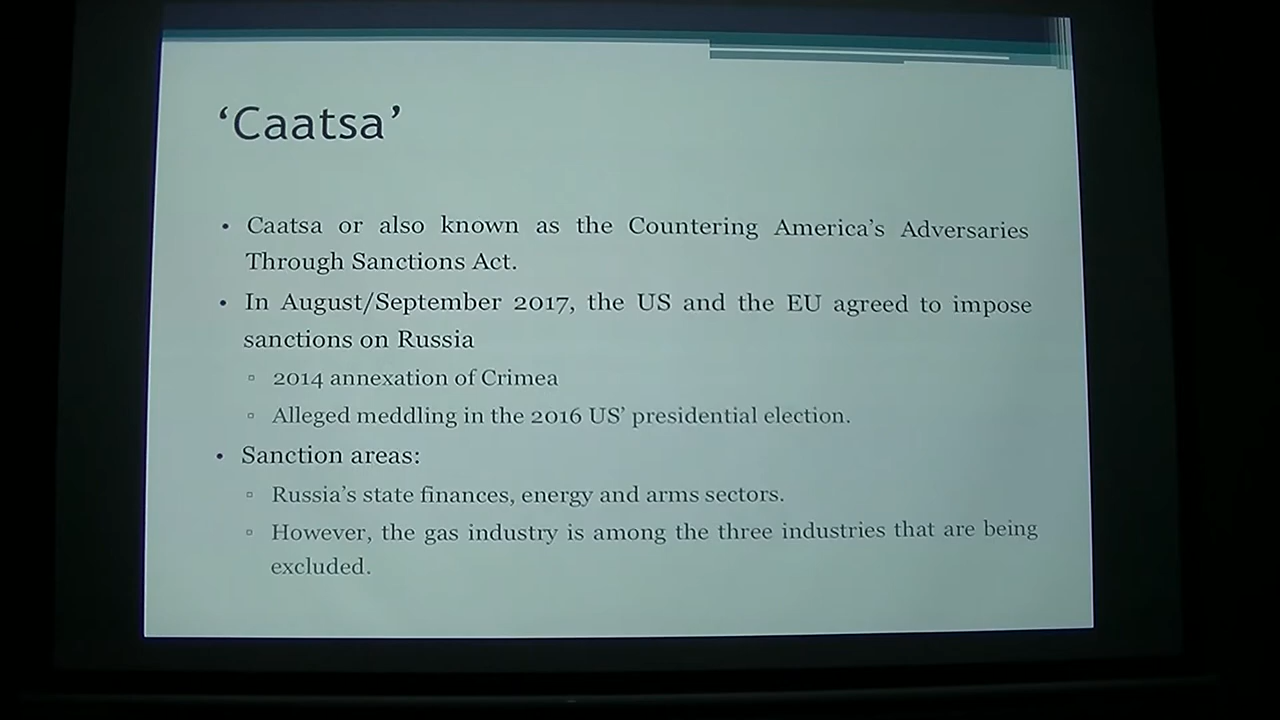 ‘Caatsa’
• Caatsa or also known as the Countering America’s Adversaries
Through Sanctions Act.
• In August/September 2017, the US and the EU agreed to impose
sanctions on Russia
▫ 2014 annexation of Crimea
▫ Alleged meddling in the 2016 US’ presidential election.
• Sanction areas:
▫ Russia’s state finances, energy and arms sectors.
▫ However, the gas industry is among the three industries that are being
excluded.